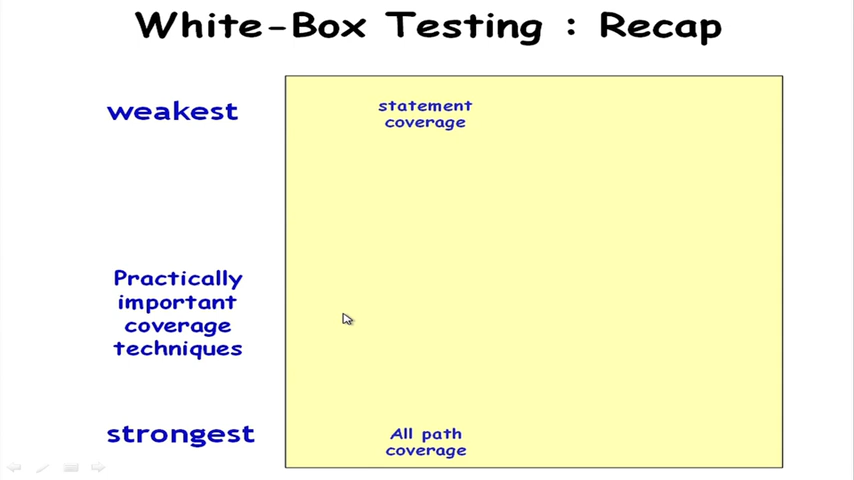 White-Box Testing : Recap
weakest
statement
coverage
Practically
important
coverage
techniques
strongest
All path
coverage